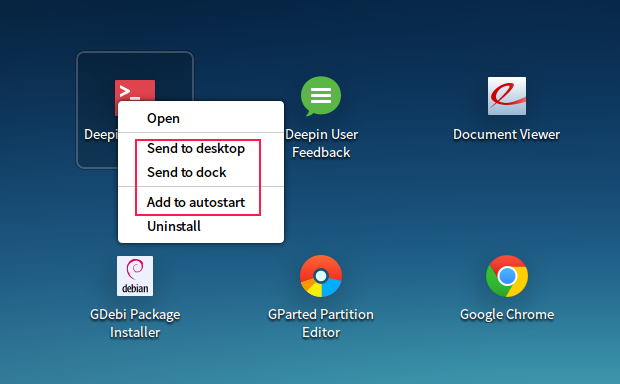 >_
Deepi
Open
Send to desktop
Send to dock
Add to autostart
Uninstall
Deepin User
Feedback
Document Viewer
debian
GDebi Package
Installer
GParted Partition
Editor
Google Chrome